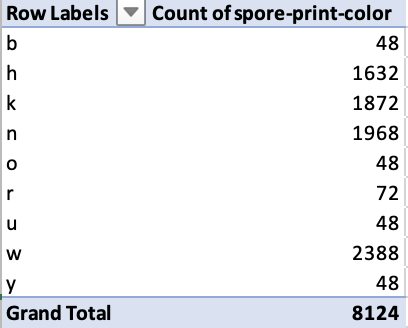 Row Labels Count of spore-print-color
b 48
h 1632
k 1872
n 1968
o 48
r 72
u 48
w 2388
y 48
Grand Total 8124